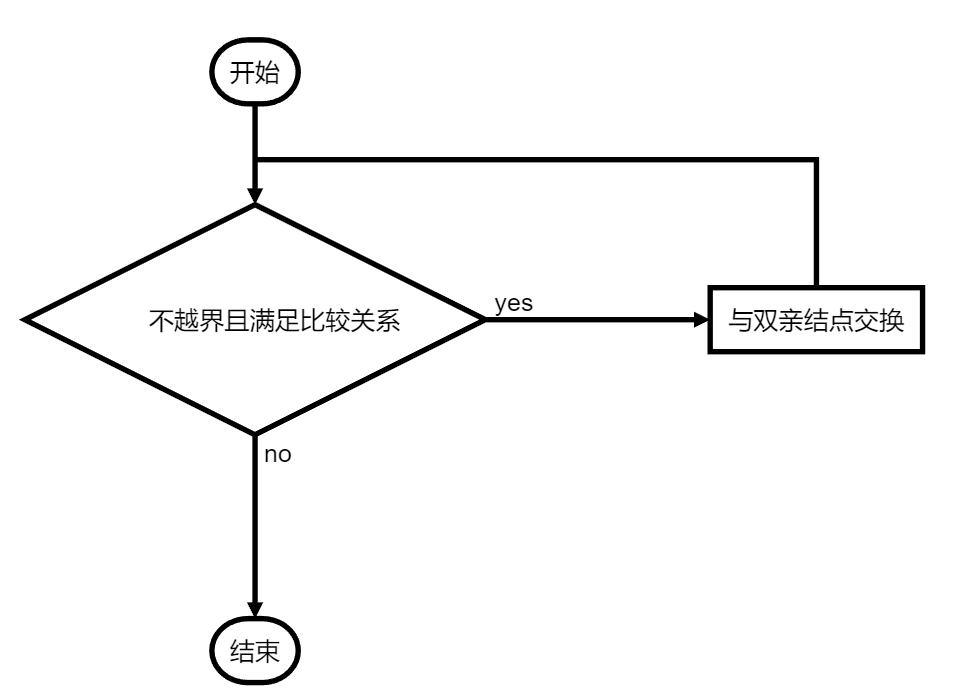 开始
不越界且满足比较关系
yes
与双亲结点交换
no
结束